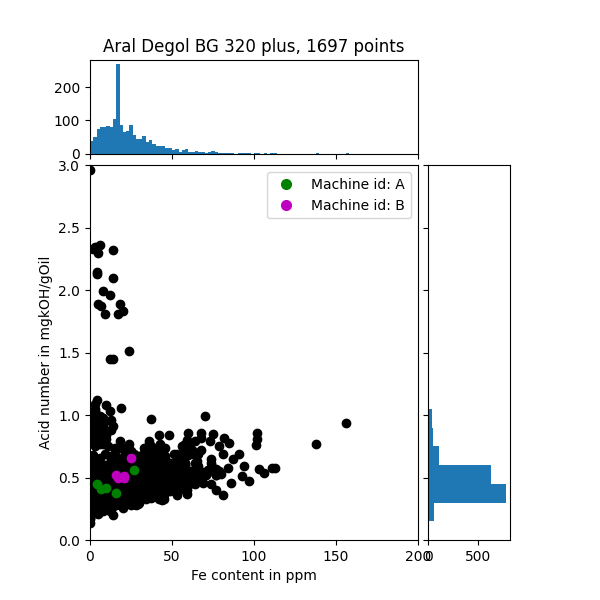 Aral Degol BG 320 plus, 1697 points
200
100
0
3.0
2.5
2.0
1.5
1.0
0.5
0.0
Machine id: A
Machine id: B
Acid number in mgkOH/gOil
0 50 100 150 200
0 500
Fe content in ppm